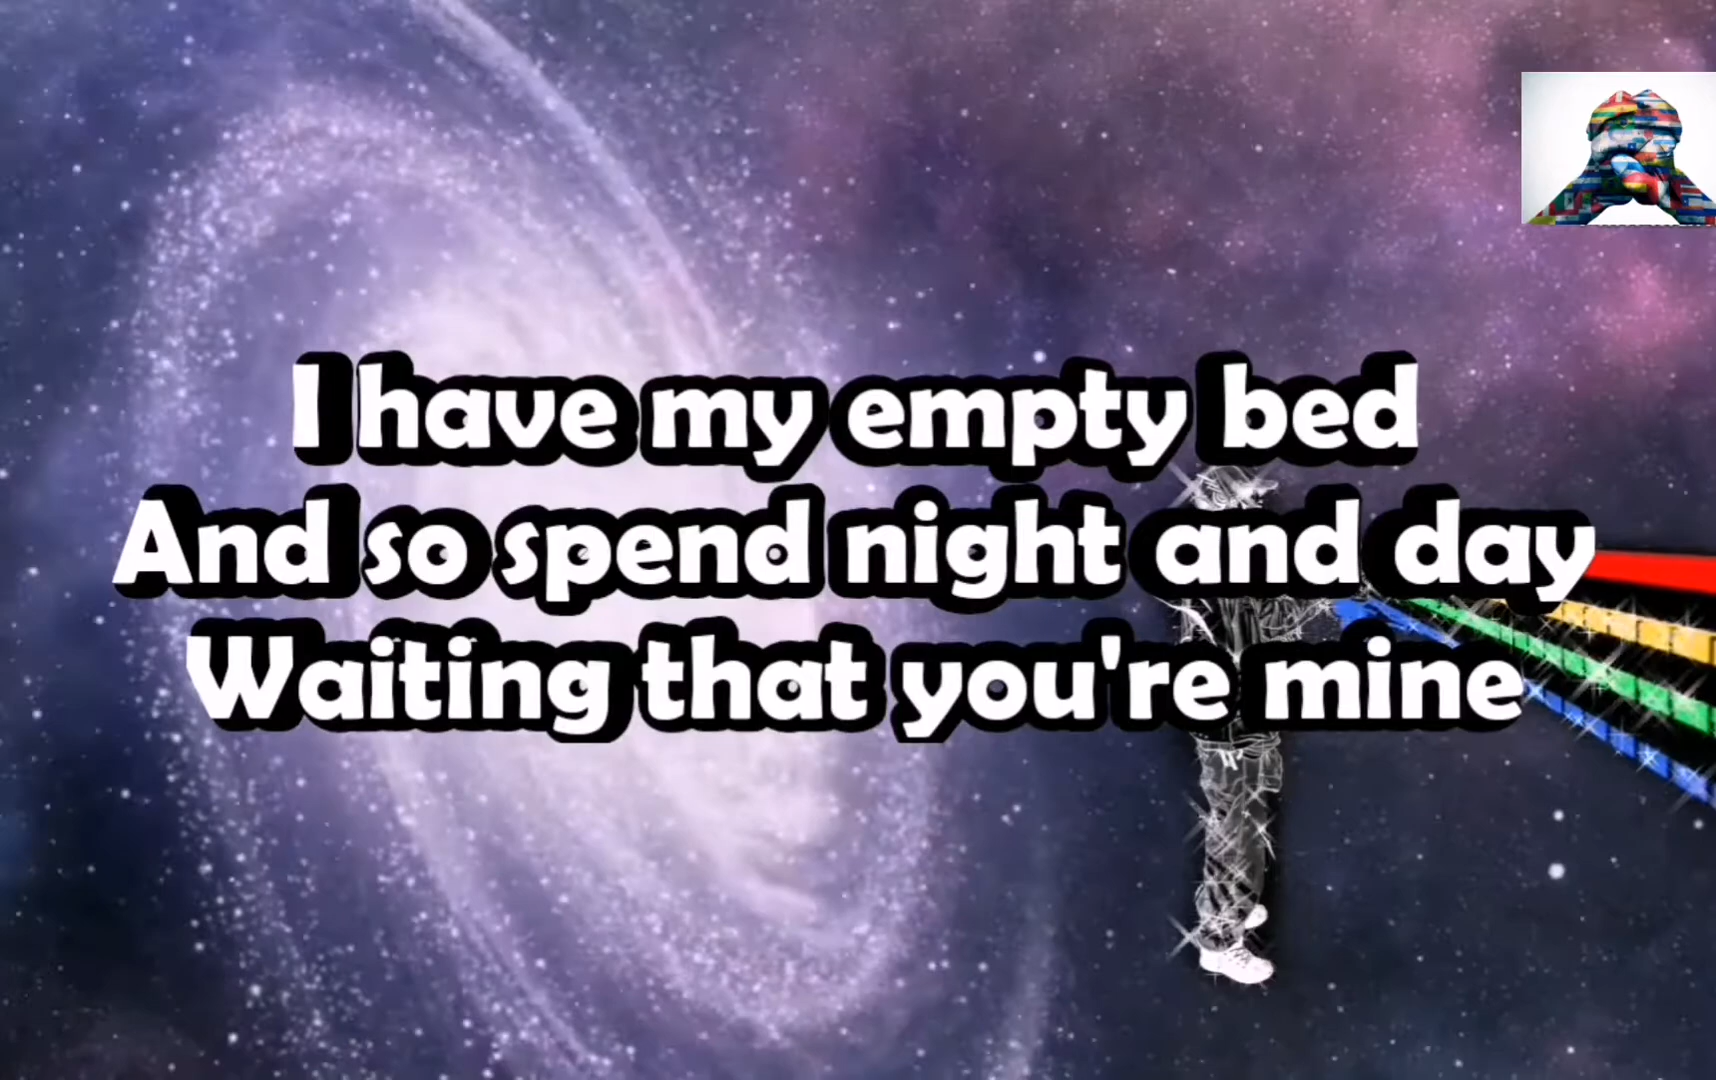 I have my empty bed
And so spend night and day
Waiting that you're mine